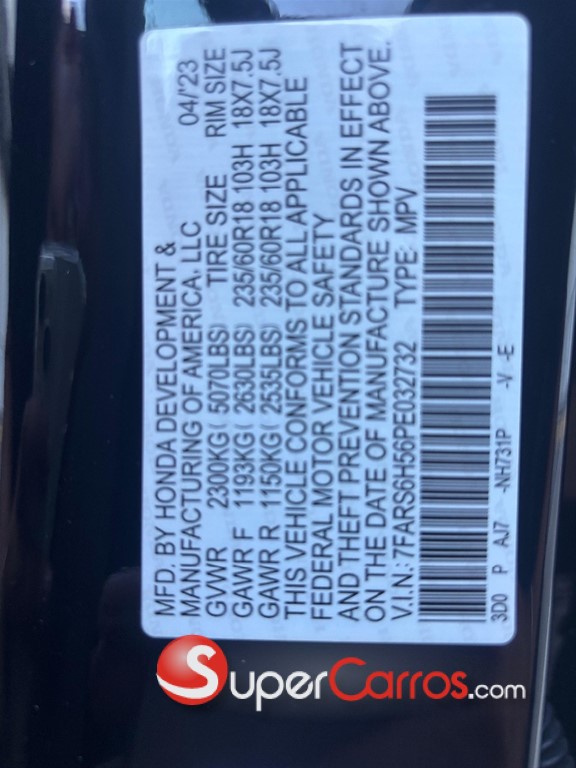 MFD. BY HONDA DEVELOPMENT &
MANUFACTURING OF AMERICA, LLC 04/'23
GVWR 2300KG( 5070LBS) TIRE SIZE RIM SIZE
GAWR F 1193KG( 2630LBS) 235/60R18 103H 18X7.5J
GAWR R 1150KG( 2535LBS) 235/60R18 103H 18X7.5J
THIS VEHICLE CONFORMS TO ALL APPLICABLE
FEDERAL MOTOR VEHICLE SAFETY
AND THEFT PREVENTION STANDARDS IN EFFECT
ON THE DATE OF MANUFACTURE SHOWN ABOVE.
V.I.N.: 7FARS6H56PE032732 TYPE: MPV
3D0 P AJ7 -NH731P -V -E
SuperCarros.com